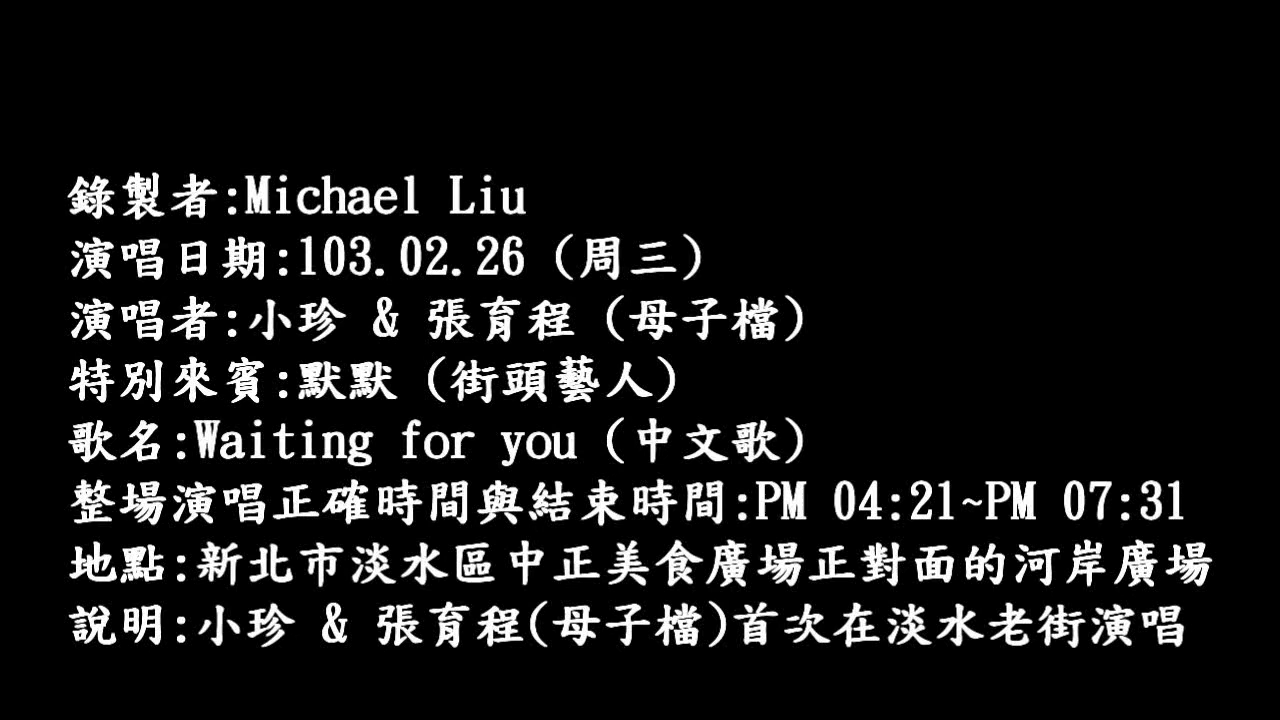 錄製者:Michael Liu
演唱日期:103.02.26 (周三)
演唱者:小珍 & 張育程 (母子檔)
特別來賓:默默 (街頭藝人)
歌名:Waiting for you (中文歌)
整場演唱正確時間與結束時間:PM 04:21~PM 07:31
地點:新北市淡水區中正美食廣場正對面的河岸廣場
說明:小珍 & 張育程(母子檔)首次在淡水老街演唱